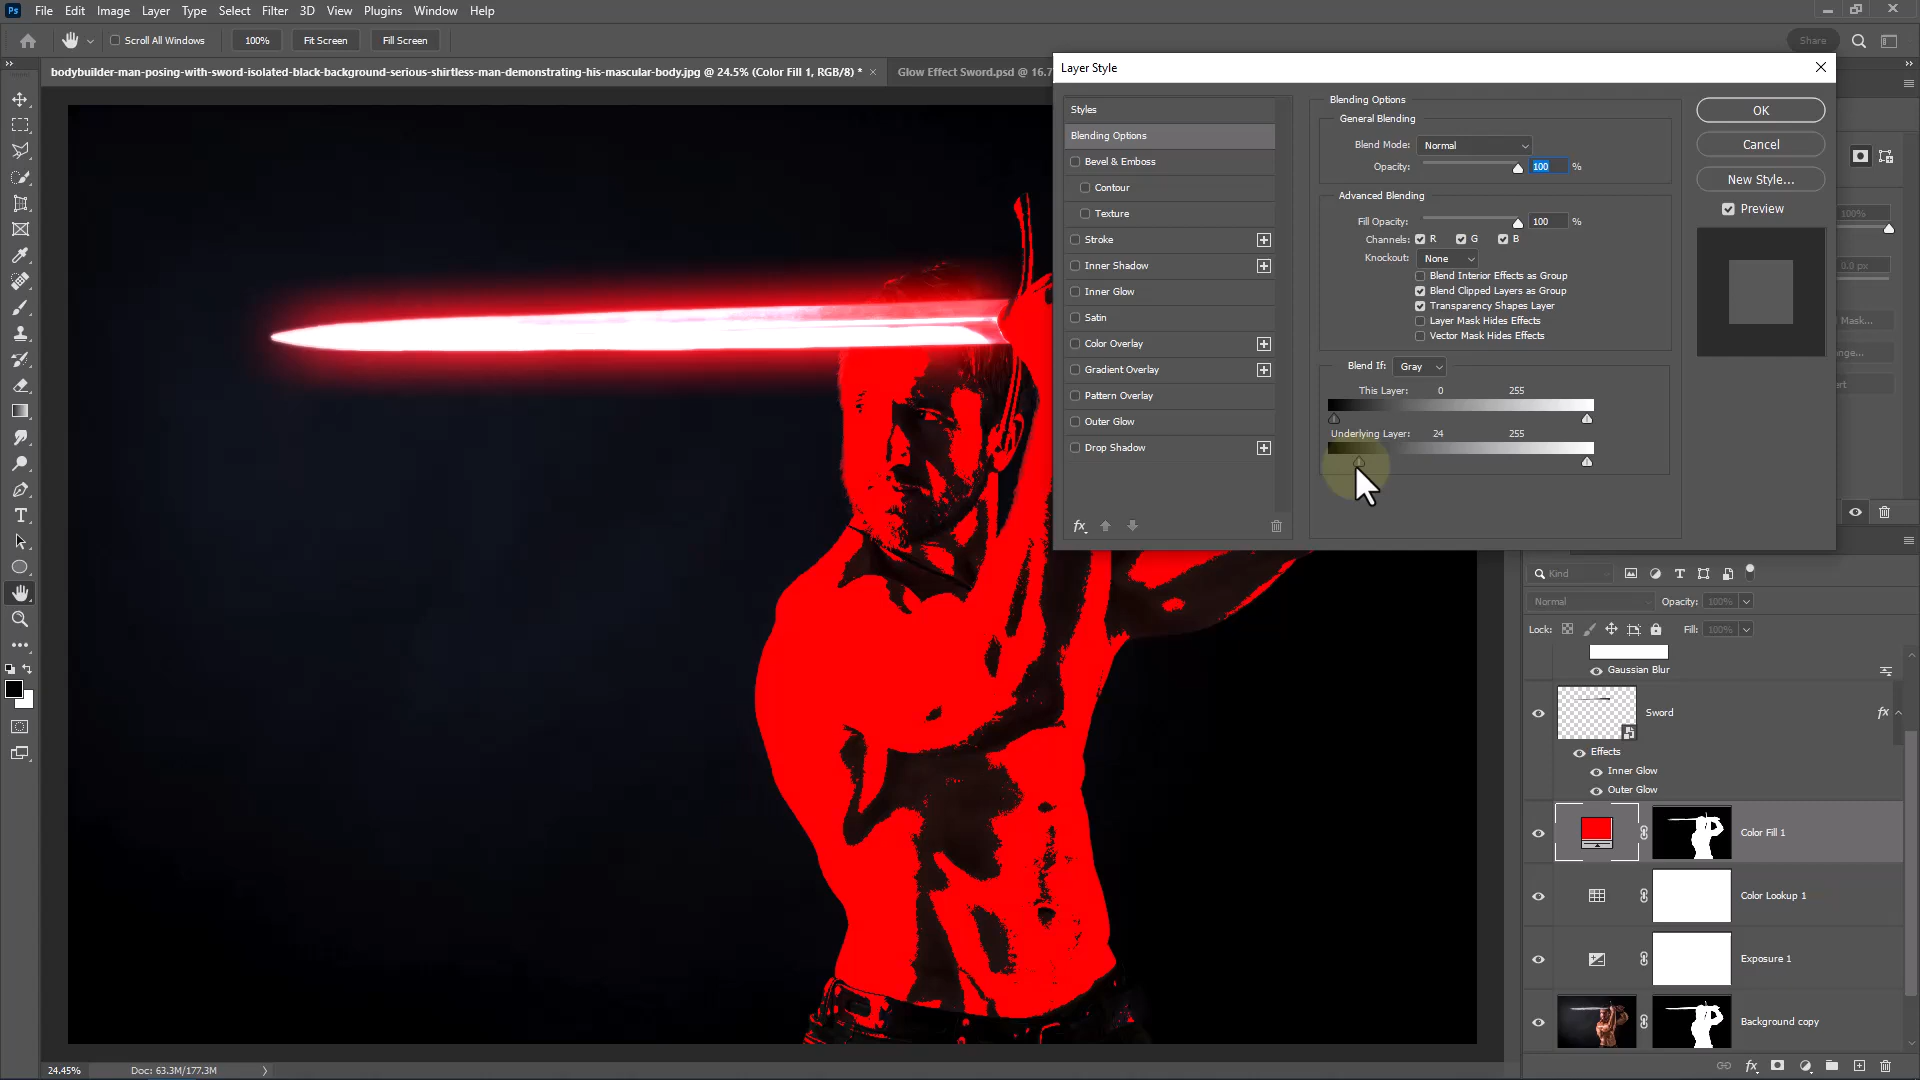 Ps File Edit Image Layer Type Select Filter 3D View Plugins Window Help
Scroll All Windows 100% Fit Screen Fill Screen Share
bodybuilder-man-posing-with-sword-isolated-black-background-serious-shirtless-man-demonstrating-his-mascular-body.jpg @ 24.5% (Color Fill 1, RGB/8) *
Glow Effect Sword.psd @ 16.7
Layer Style
Styles
Blending Options
Bevel & Emboss
Contour
Texture
Stroke
Inner Shadow
Inner Glow
Satin
Color Overlay
Gradient Overlay
Pattern Overlay
Outer Glow
Drop Shadow
fx
Blending Options
General Blending
Blend Mode: Normal
Opacity: 100 %
Advanced Blending
Fill Opacity: 100 %
Channels: R G B
Knockout: None
Blend Interior Effects as Group
Blend Clipped Layers as Group
Transparency Shapes Layer
Layer Mask Hides Effects
Vector Mask Hides Effects
Blend If: Gray
This Layer: 0 255
Underlying Layer: 24 255
OK
Cancel
New Style...
Preview
100%
0.0 px
Mask...
nge...
ert
Kind
Normal Opacity: 100%
Lock: Fill: 100%
Gaussian Blur
Sword fx
Effects
Inner Glow
Outer Glow
Color Fill 1
Color Lookup 1
Exposure 1
Background copy
fx
24.45% Doc: 63.3M/177.3M